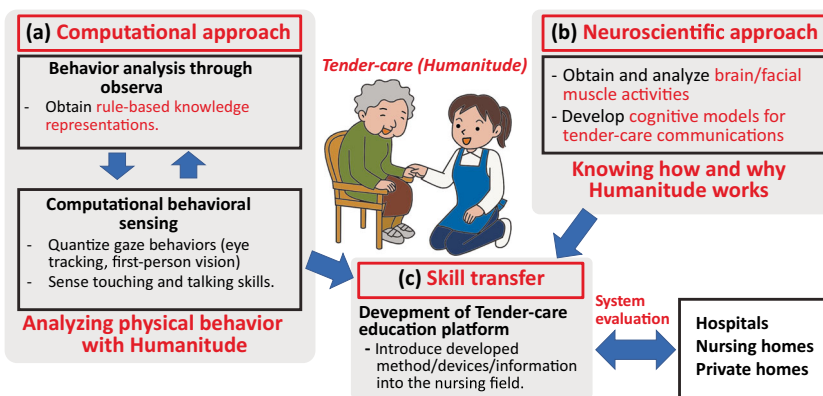 (a) Computational approach
Behavior analysis through
observa
- Obtain rule-based knowledge
representations.
Computational behavioral
sensing
- Quantize gaze behaviors (eye
tracking, first-person vision)
- Sense touching and talking skills.
Analyzing physical behavior
with Humanitude
Tender-care (Humanitude)
(b) Neuroscientific approach
- Obtain and analyze brain/facial
muscle activities
- Develop cognitive models for
tender-care communications
Knowing how and why
Humanitude works
(c) Skill transfer
Devepment of Tender-care
education platform
- Introduce developed
method/devices/information
into the nursing field.
System
evaluation
Hospitals
Nursing homes
Private homes